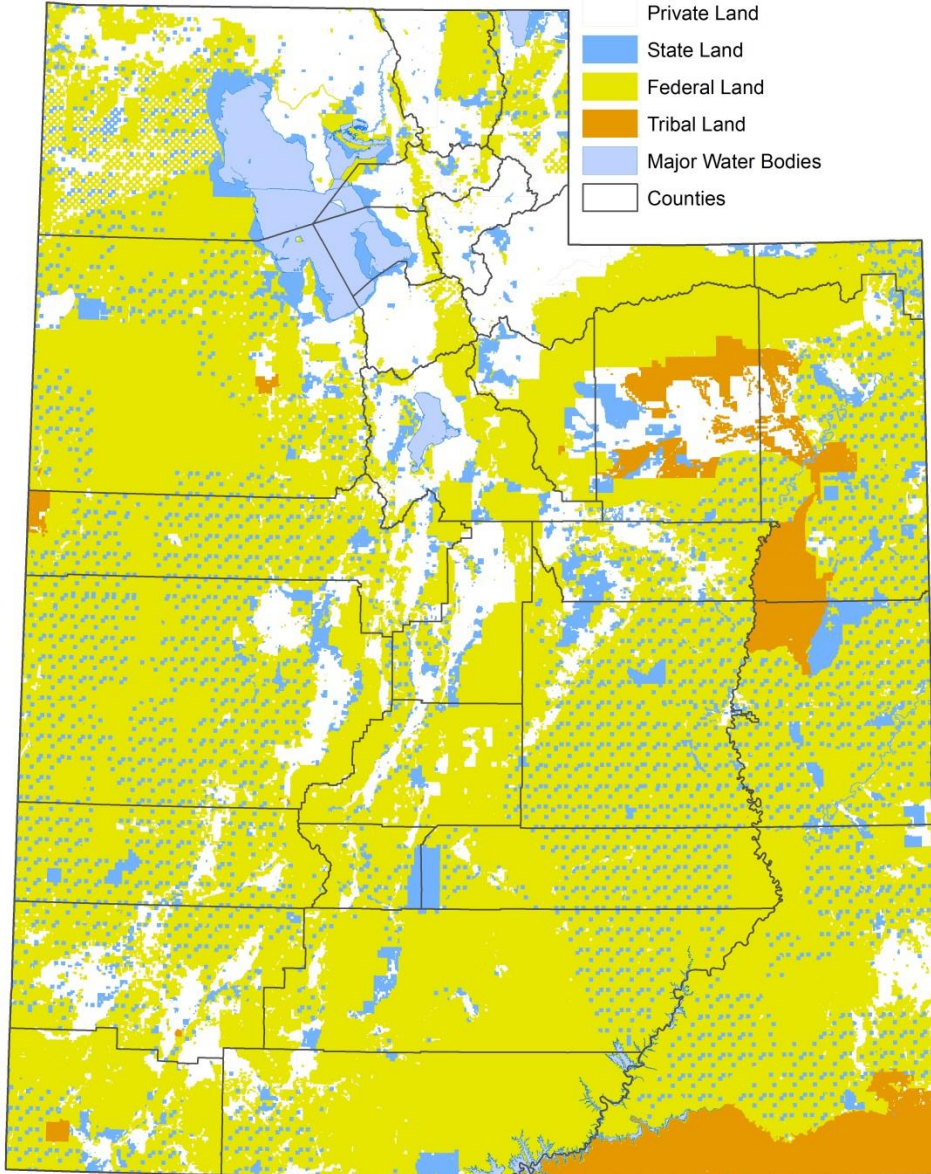 Private Land
State Land
Federal Land
Tribal Land
Major Water Bodies
Counties